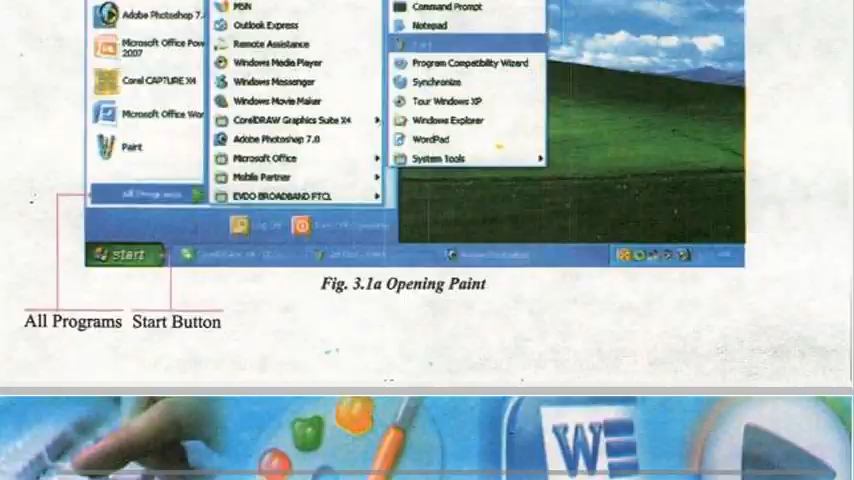 Adobe Photoshop 7.
Microsoft Office Pow
2007
Corel CAPTURE X4
Microsoft Office Wor
Paint
All Programs
MSN
Outlook Express
Remote Assistance
Windows Media Player
Windows Messenger
Windows Movie Maker
CorelDRAW Graphics Suite X4
Adobe Photoshop 7.0
Microsoft Office
Mobile Partner
EVDO BROADBAND PTCL
Command Prompt
Notepad
Program Compatibility Wizard
Synchronize
Tour Windows XP
Windows Explorer
WordPad
System Tools
start
Fig. 3.1a Opening Paint
All Programs Start Button
W